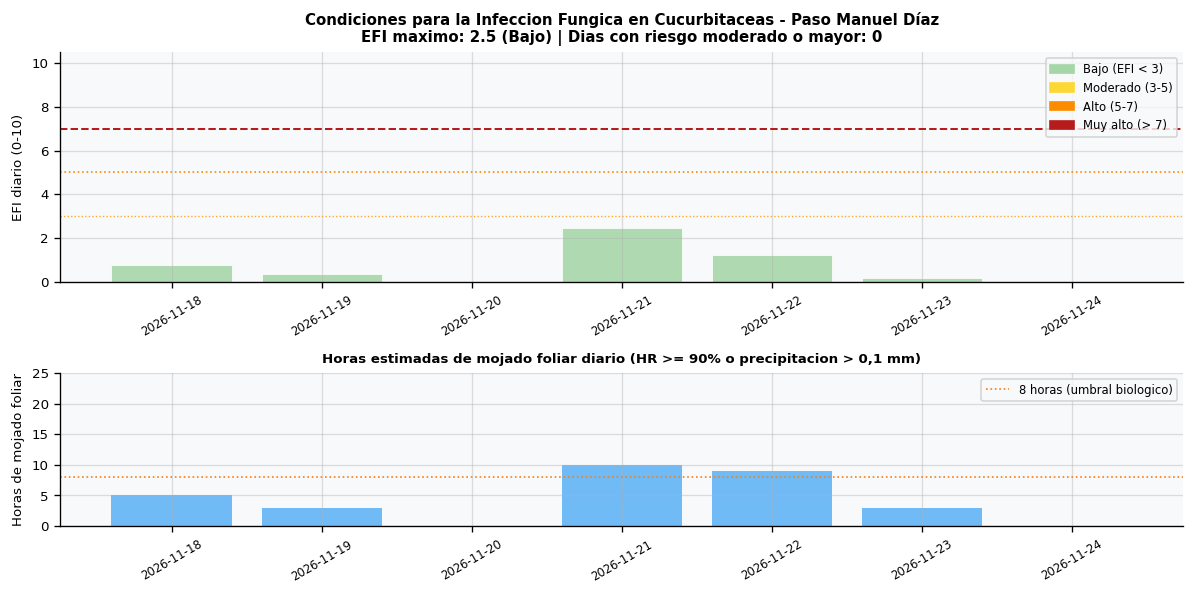 Condiciones para la Infeccion Fungica en Cucurbitaceas - Paso Manuel Díaz
EFI maximo: 2.5 (Bajo) | Dias con riesgo moderado o mayor: 0
EFI diario (0-10)
10
8
6
4
2
0
Bajo (EFI < 3)
Moderado (3-5)
Alto (5-7)
Muy alto (> 7)
2026-11-18
2026-11-19
2026-11-20
2026-11-21
2026-11-22
2026-11-23
2026-11-24
Horas estimadas de mojado foliar diario (HR >= 90% o precipitacion > 0,1 mm)
Horas de mojado foliar
25
20
15
10
5
0
8 horas (umbral biologico)
2026-11-18
2026-11-19
2026-11-20
2026-11-21
2026-11-22
2026-11-23
2026-11-24